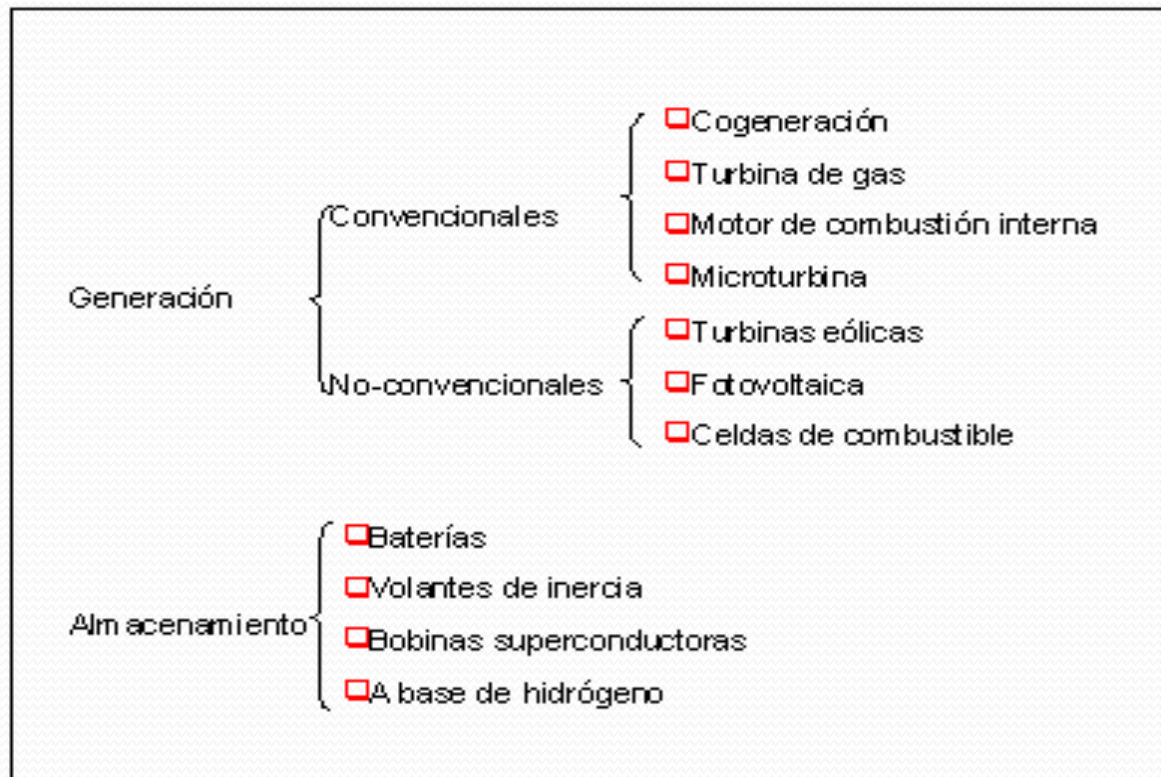 Cogeneración
Turbina de gas
Convencionales
Motor de combustión interna
Microturbina
Generación
Turbinas eólicas
No-convencionales
Fotovoltaica
Celdas de combustible
Baterías
Volantes de inercia
Almacenamiento
Bobinas superconductoras
A base de hidrógeno